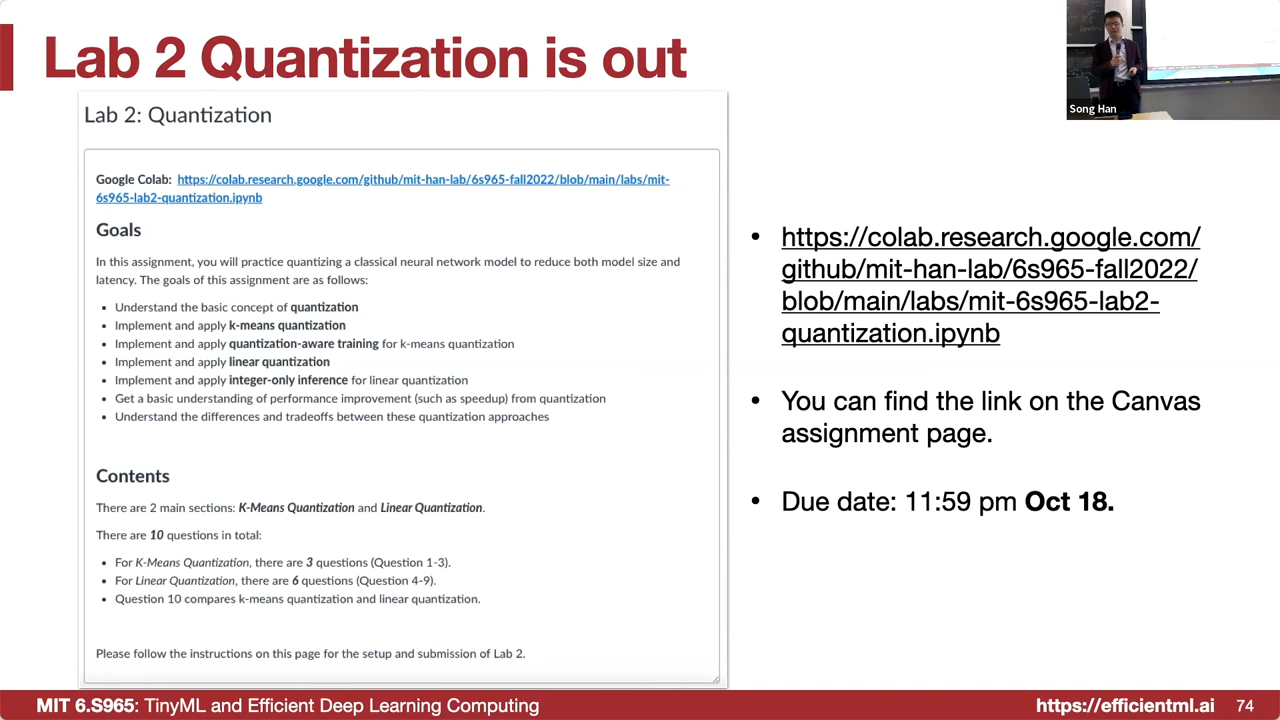 Lab 2 Quantization is out
Song Han
Lab 2: Quantization
Google Colab: https://colab.research.google.com/github/mit-han-lab/6s965-fall2022/blob/main/labs/mit-
6s965-lab2-quantization.ipynb
Goals
In this assignment, you will practice quantizing a classical neural network model to reduce both model size and
latency. The goals of this assignment are as follows:
• Understand the basic concept of quantization
• Implement and apply k-means quantization
• Implement and apply quantization-aware training for k-means quantization
• Implement and apply linear quantization
• Implement and apply integer-only inference for linear quantization
• Get a basic understanding of performance improvement (such as speedup) from quantization
• Understand the differences and tradeoffs between these quantization approaches
Contents
There are 2 main sections: K-Means Quantization and Linear Quantization.
There are 10 questions in total:
• For K-Means Quantization, there are 3 questions (Question 1-3).
• For Linear Quantization, there are 6 questions (Question 4-9).
• Question 10 compares k-means quantization and linear quantization.
Please follow the instructions on this page for the setup and submission of Lab 2.
• https://colab.research.google.com/
github/mit-han-lab/6s965-fall2022/
blob/main/labs/mit-6s965-lab2-
quantization.ipynb
• You can find the link on the Canvas
assignment page.
• Due date: 11:59 pm Oct 18.
MIT 6.S965: TinyML and Efficient Deep Learning Computing
https://efficientml.ai 74